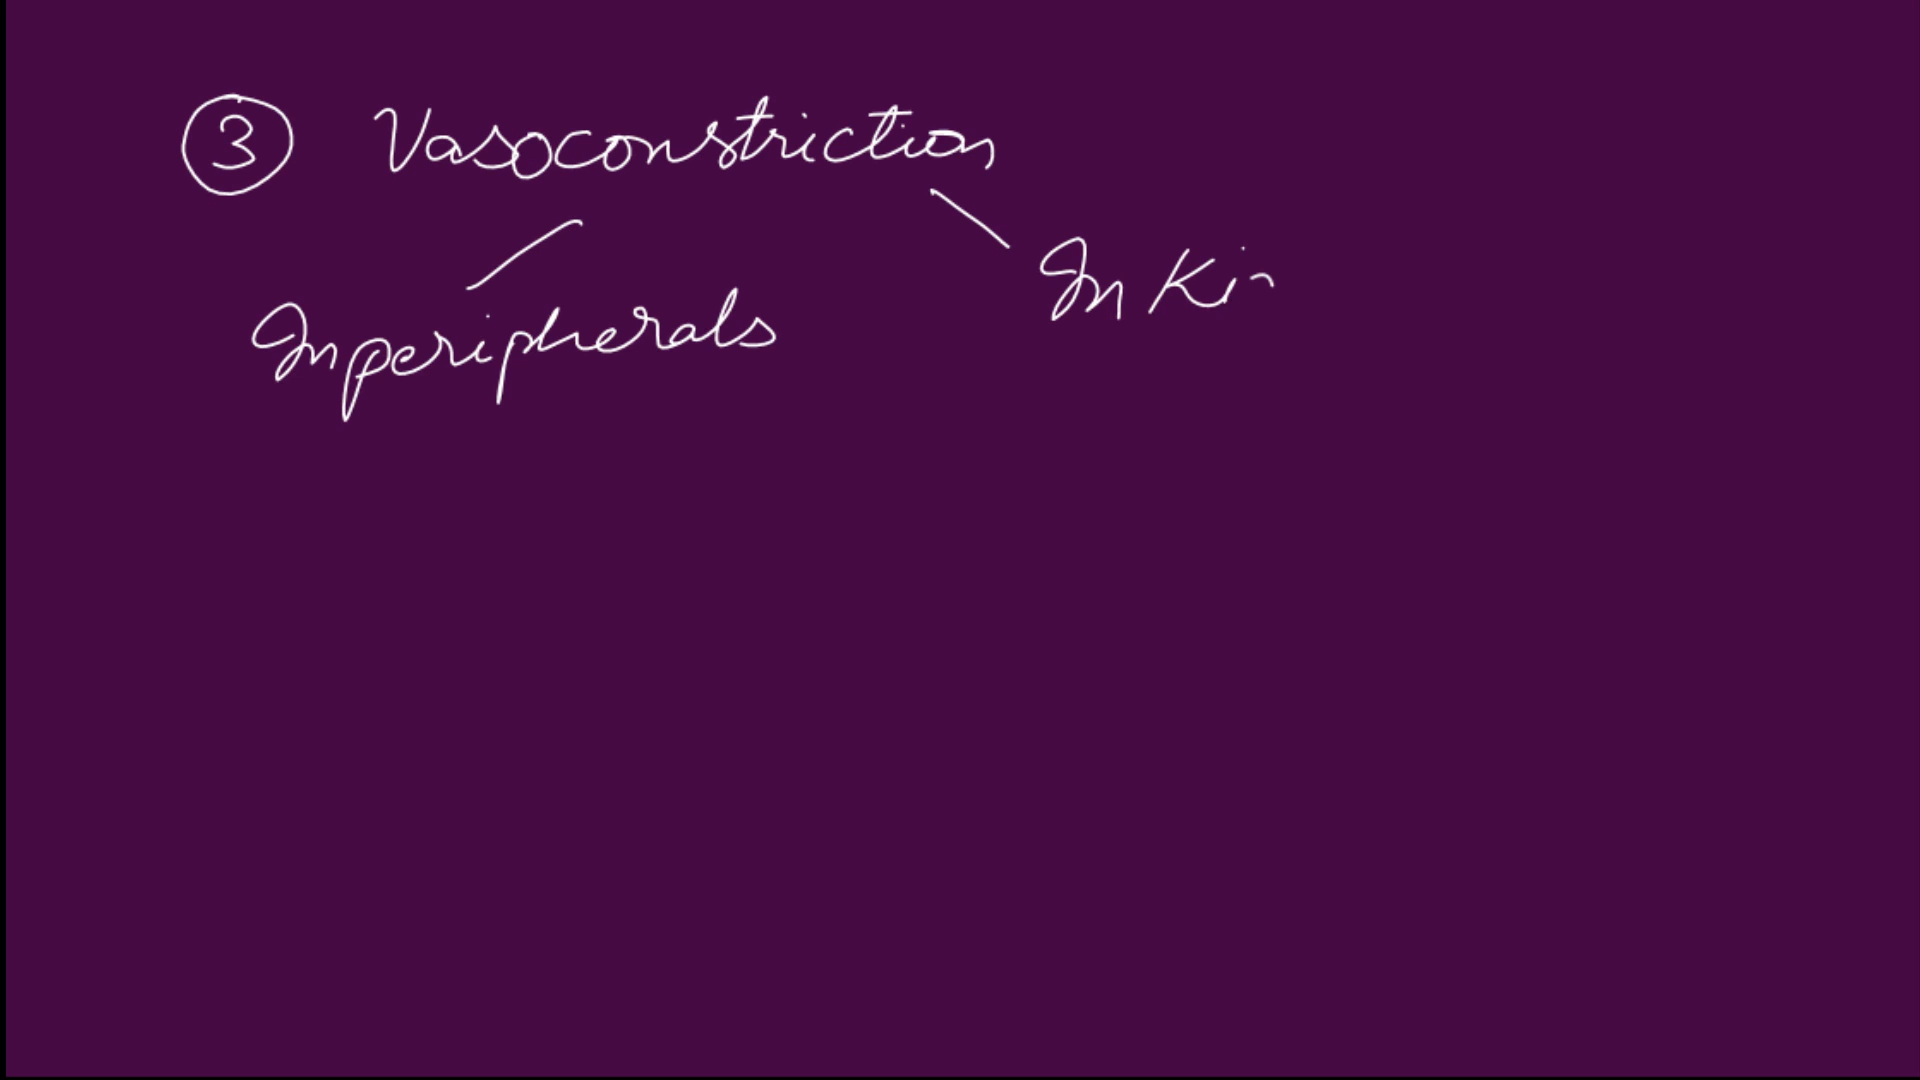 ③ Vasoconstriction
In peripherals
In Ki